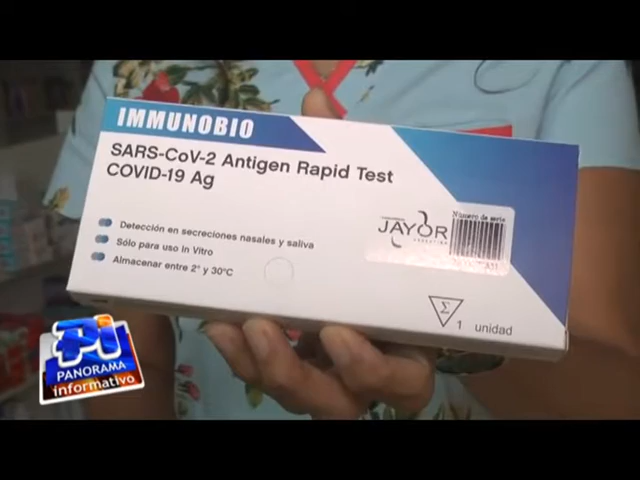 IMMUNOBIO
SARS-CoV-2 Antigen Rapid Test
COVID-19 Ag
Detección en secreciones nasales y saliva
Sólo para uso In Vitro
Almacenar entre 2° y 30°C
JAYOR
ARGENTINA
Número de serie
Σ
1 unidad
Pi
PANORAMA
informativo